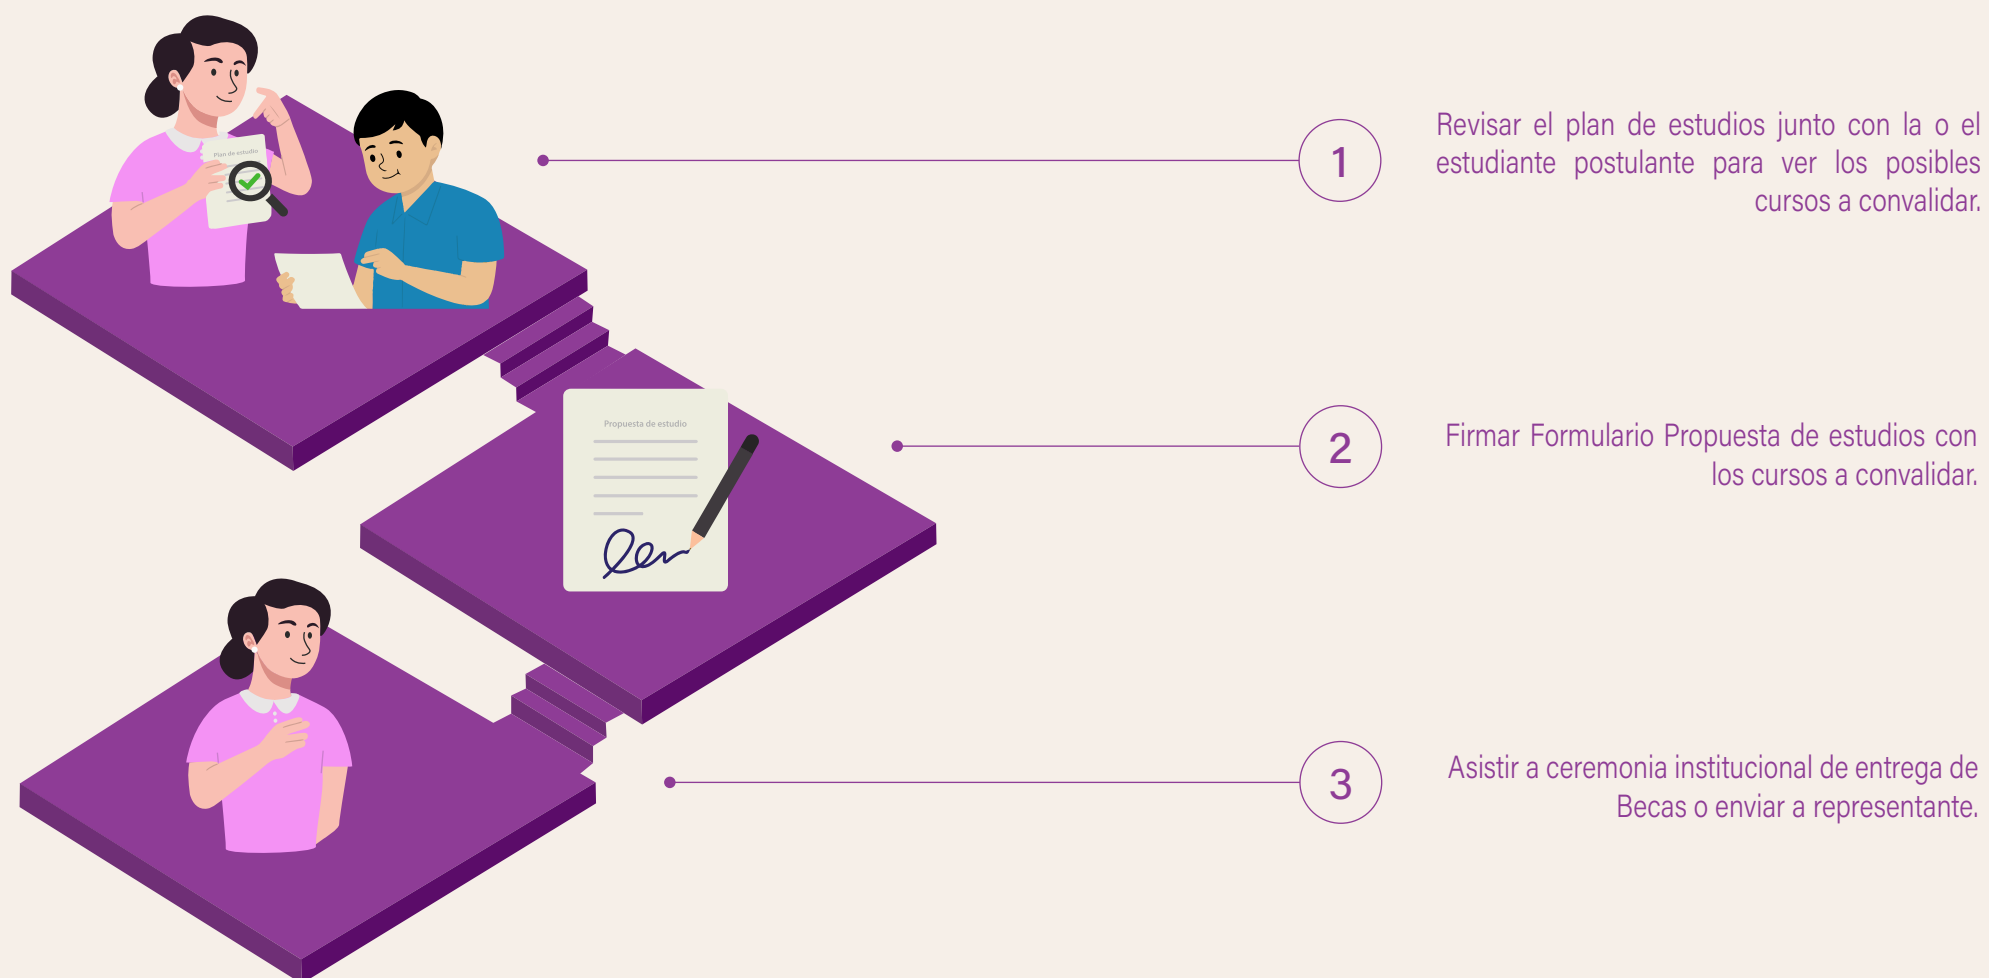 Plan de estudio
1
Revisar el plan de estudios junto con la o el
estudiante postulante para ver los posibles
cursos a convalidar.
Propuesta de estudio
2
Firmar Formulario Propuesta de estudios con
los cursos a convalidar.
3
Asistir a ceremonia institucional de entrega de
Becas o enviar a representante.